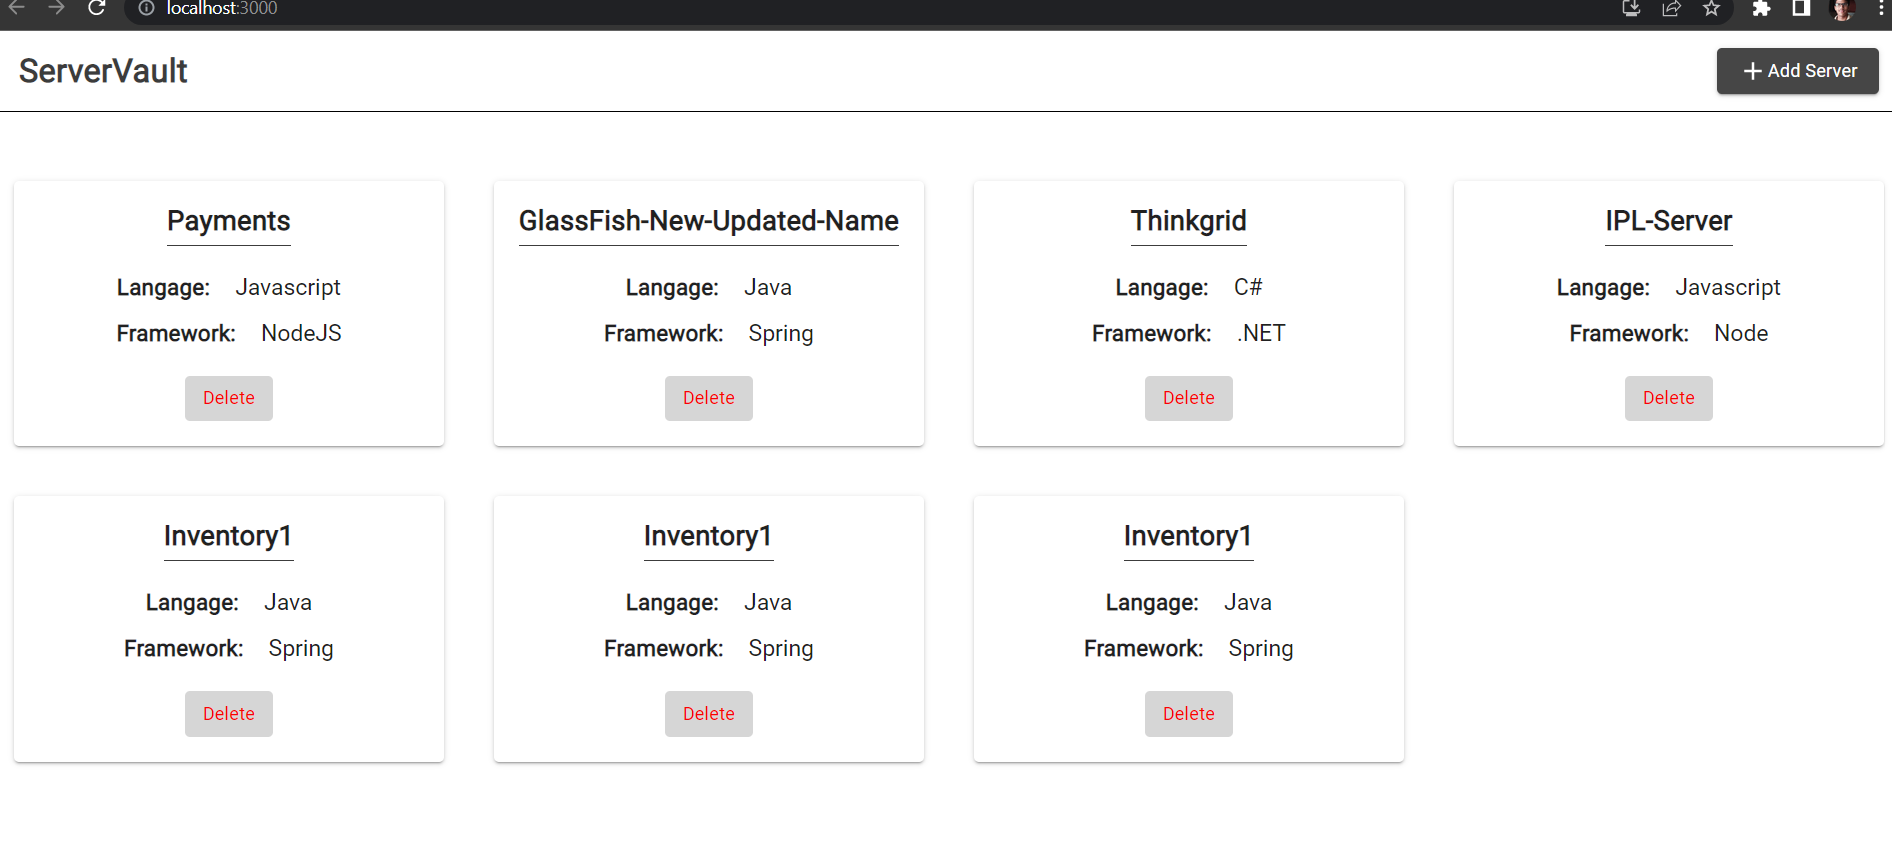 localhost:3000
ServerVault
Add Server
Payments
Langage: Javascript
Framework: NodeJS
Delete
GlassFish-New-Updated-Name
Langage: Java
Framework: Spring
Delete
Thinkgrid
Langage: C#
Framework: .NET
Delete
IPL-Server
Langage: Javascript
Framework: Node
Delete
Inventory1
Langage: Java
Framework: Spring
Delete
Inventory1
Langage: Java
Framework: Spring
Delete
Inventory1
Langage: Java
Framework: Spring
Delete